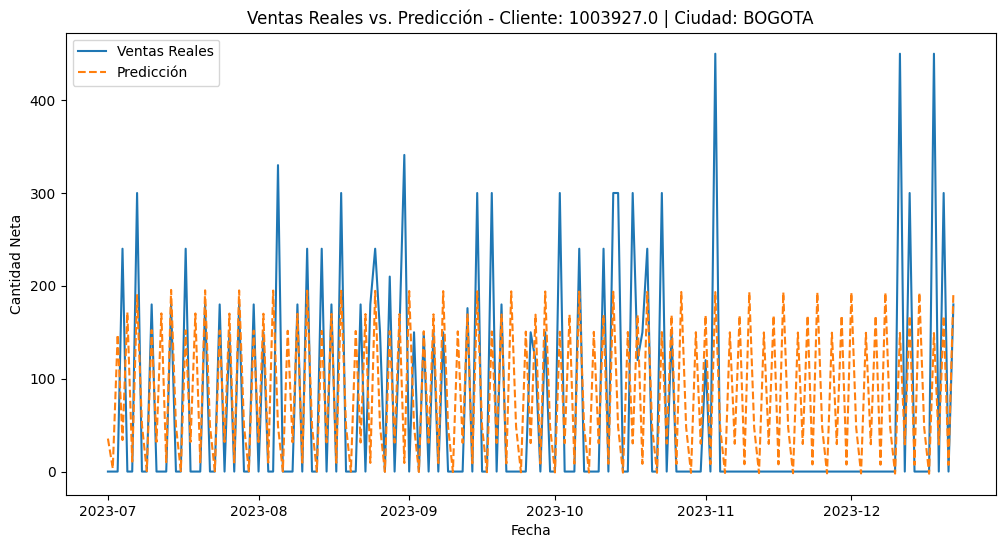 Ventas Reales vs. Predicción - Cliente: 1003927.0 | Ciudad: BOGOTA
Ventas Reales
Predicción
Cantidad Neta
400
300
200
100
0
2023-07
2023-08
2023-09
2023-10
2023-11
2023-12
Fecha